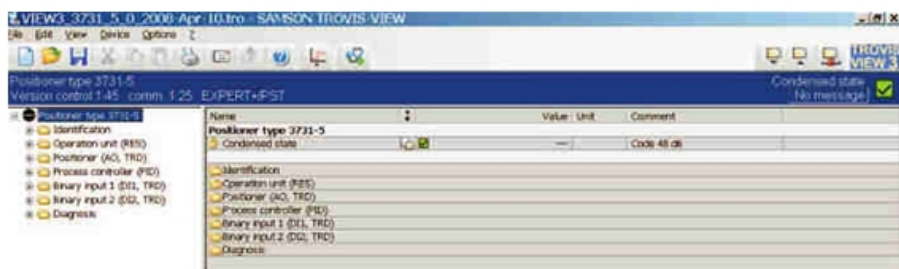 VIEW3_3731_5_0_2008-Apr-10.tro - SAMSON TROVIS-VIEW
File Edit View Device Options ?
TROVIS
VIEW 3
Positioner type 3731-5
Version control 1.45 comm. 1.25 EXPERT+/PST
Condensed state
No message
Positioner type 3731-5
Identification
Operation unit (RES)
Positioner (AO, TRD)
Process controller (PID)
Binary input 1 (DI1, TRD)
Binary input 2 (DI2, TRD)
Diagnosis
Name Value Unit Comment
Positioner type 3731-5
Condensed state — Code 48 d6
Identification
Operation unit (RES)
Positioner (AO, TRD)
Process controller (PID)
Binary input 1 (DI1, TRD)
Binary input 2 (DI2, TRD)
Diagnosis